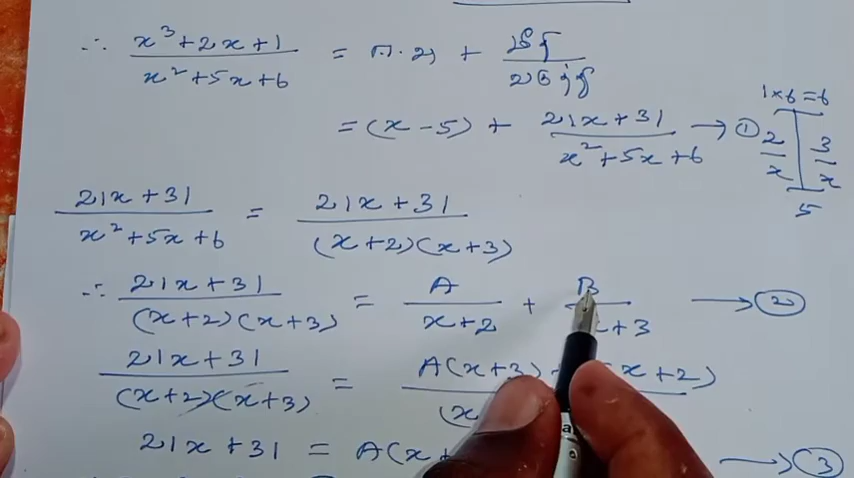 ∴ x³+2x+1 / x²+5x+6 = + 
= (x-5) + 21x+31 / x²+5x+6 → ①
1×6=6
2/x 3/x
5
21x+31 / x²+5x+6 = 21x+31 / (x+2)(x+3)
∴ 21x+31 / (x+2)(x+3) = A / x+2 + B / x+3 → ②
21x+31 / (x+2)(x+3) = A(x+3) x+2) / (x
21x+31 = A(x → ③